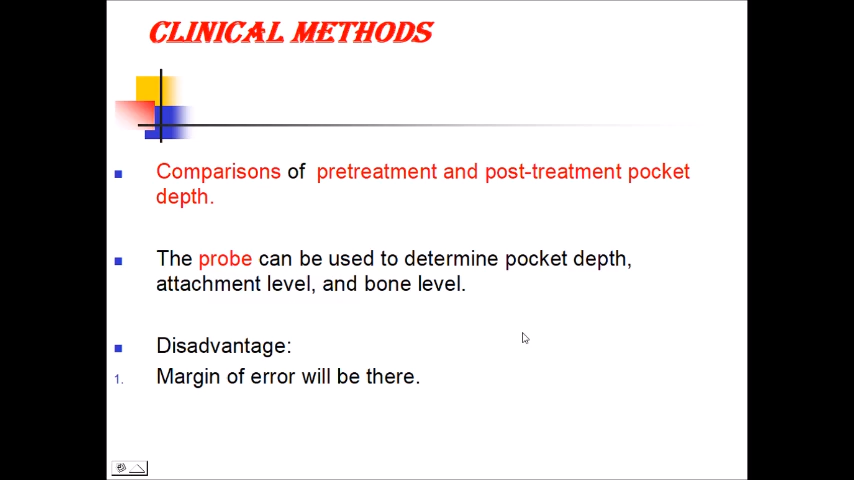 CLINICAL METHODS
Comparisons of pretreatment and post-treatment pocket
depth.
The probe can be used to determine pocket depth,
attachment level, and bone level.
Disadvantage:
1. Margin of error will be there.